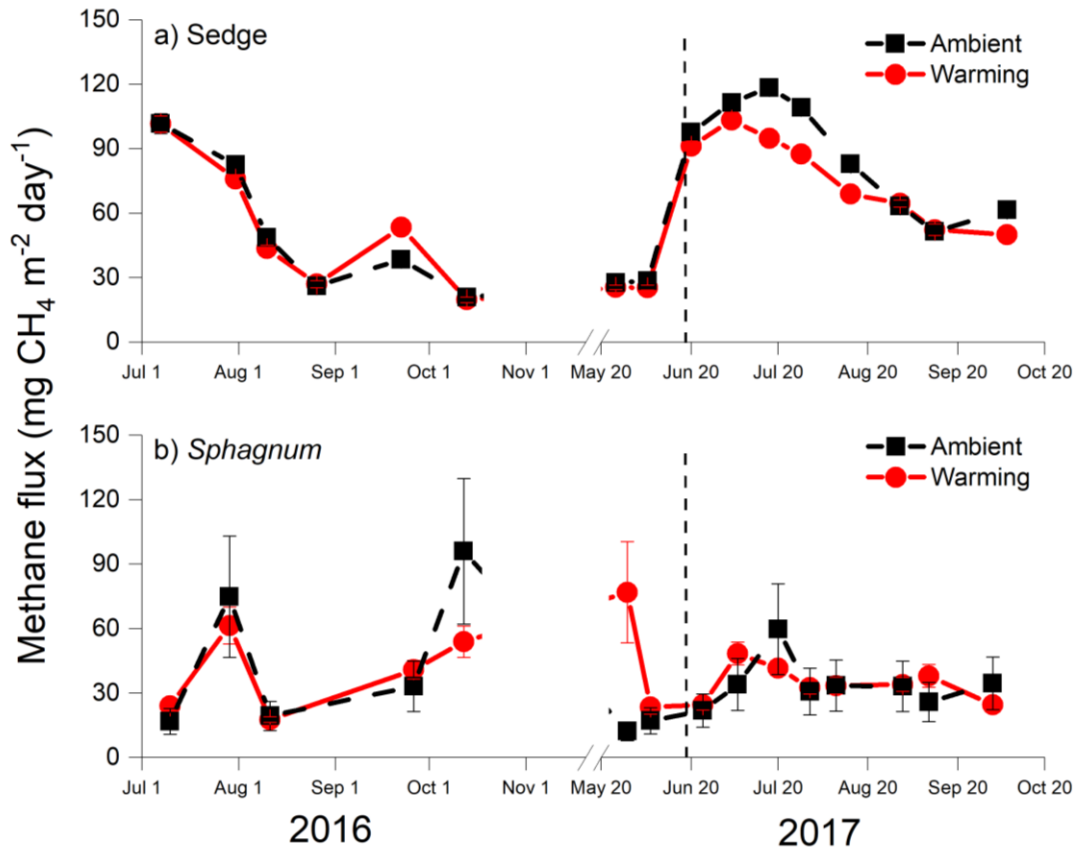 Methane flux (mg CH₄ m⁻² day⁻¹)
150
120
90
60
30
0
a) Sedge
Ambient
Warming
Jul 1 Aug 1 Sep 1 Oct 1 Nov 1 May 20 Jun 20 Jul 20 Aug 20 Sep 20 Oct 20
150
120
90
60
30
0
b) Sphagnum
Ambient
Warming
Jul 1 Aug 1 Sep 1 Oct 1 Nov 1 May 20 Jun 20 Jul 20 Aug 20 Sep 20 Oct 20
2016 2017